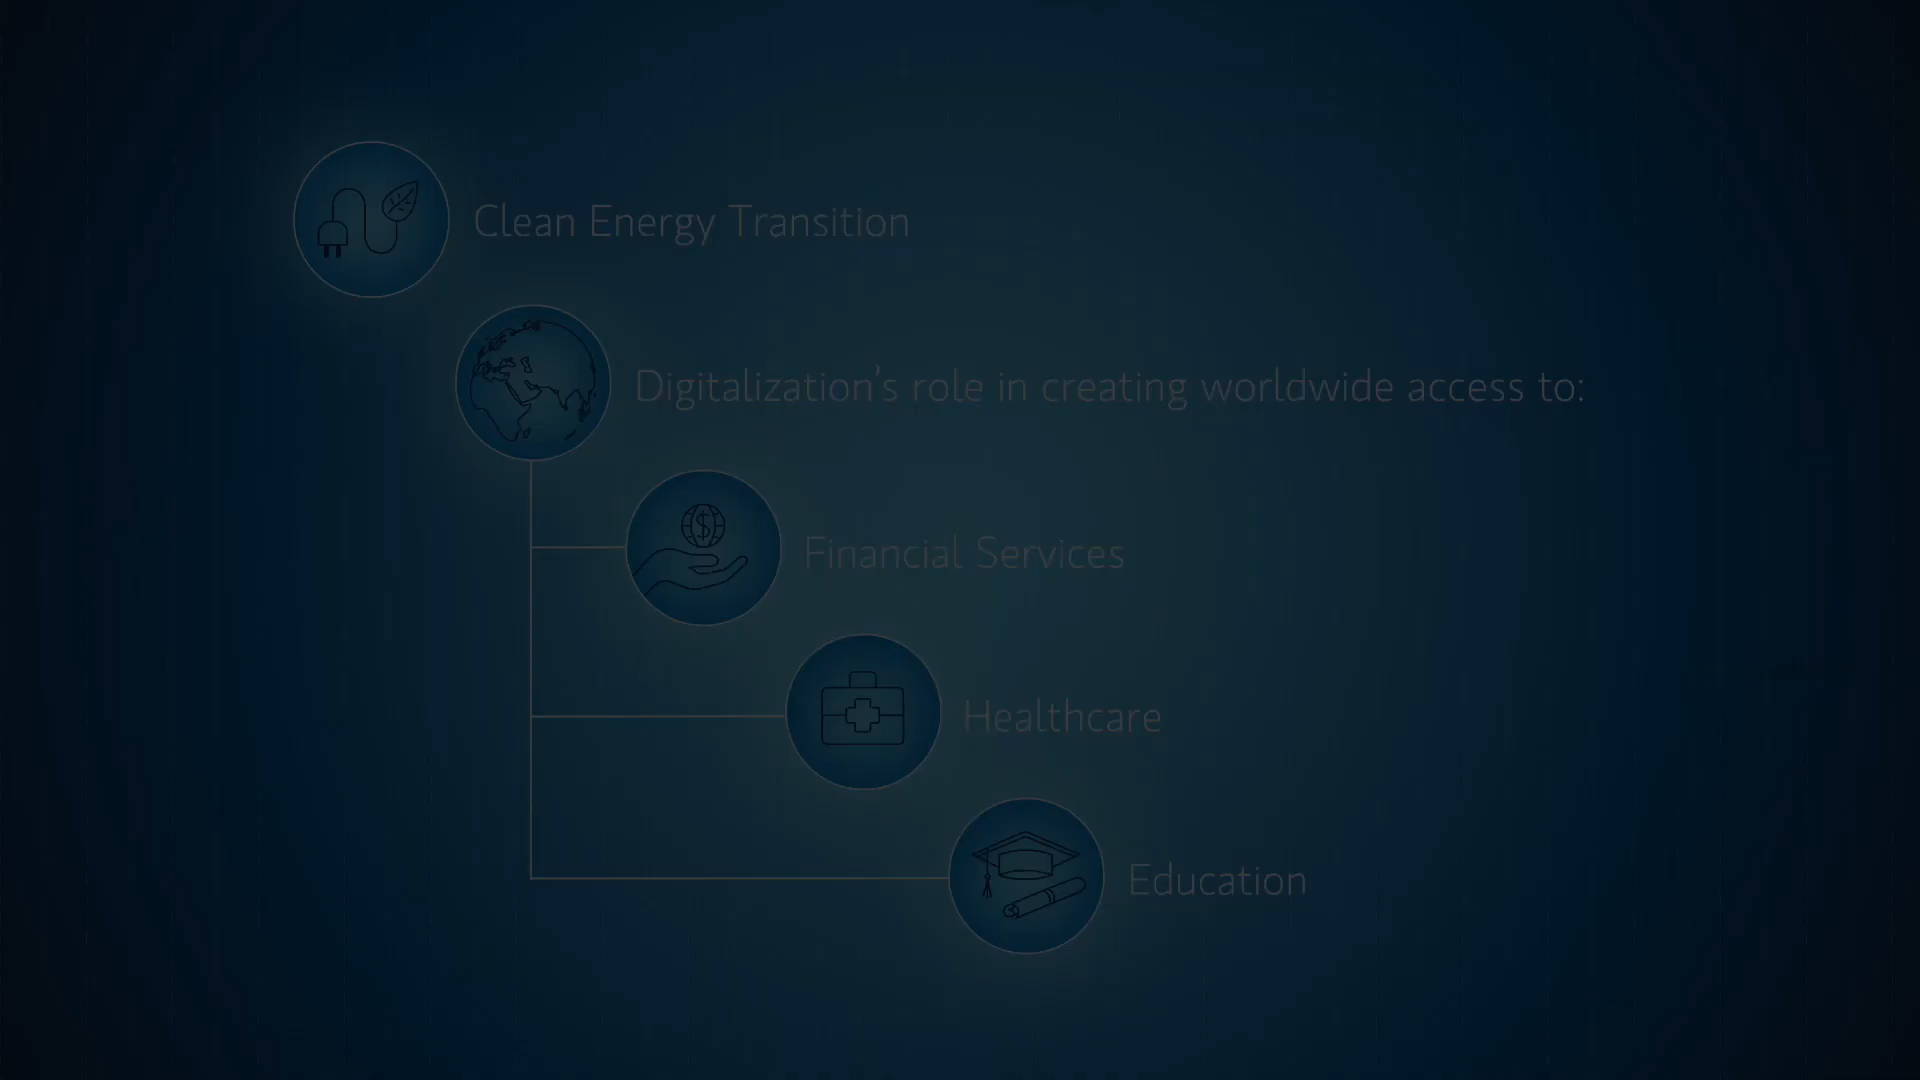 Clean Energy Transition
Digitalization's role in creating worldwide access to:
$
Financial Services
Healthcare
Education